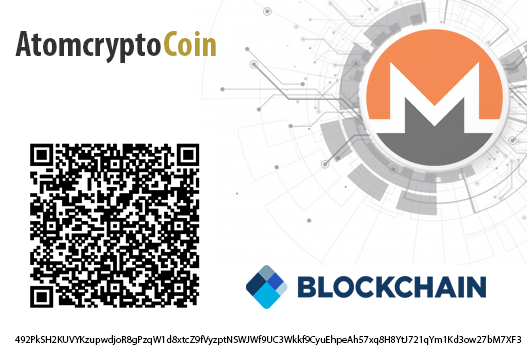 AtomcryptoCoin
BLOCKCHAIN
492PkSH2KUVYKzupwdjoR8gPzqW1d8xtcZ9fVyzptNSWJWf9UC3Wkkf9CyuEhpeAh57xq8H8YtJ721qYm1Kd3ow27bM7XF3